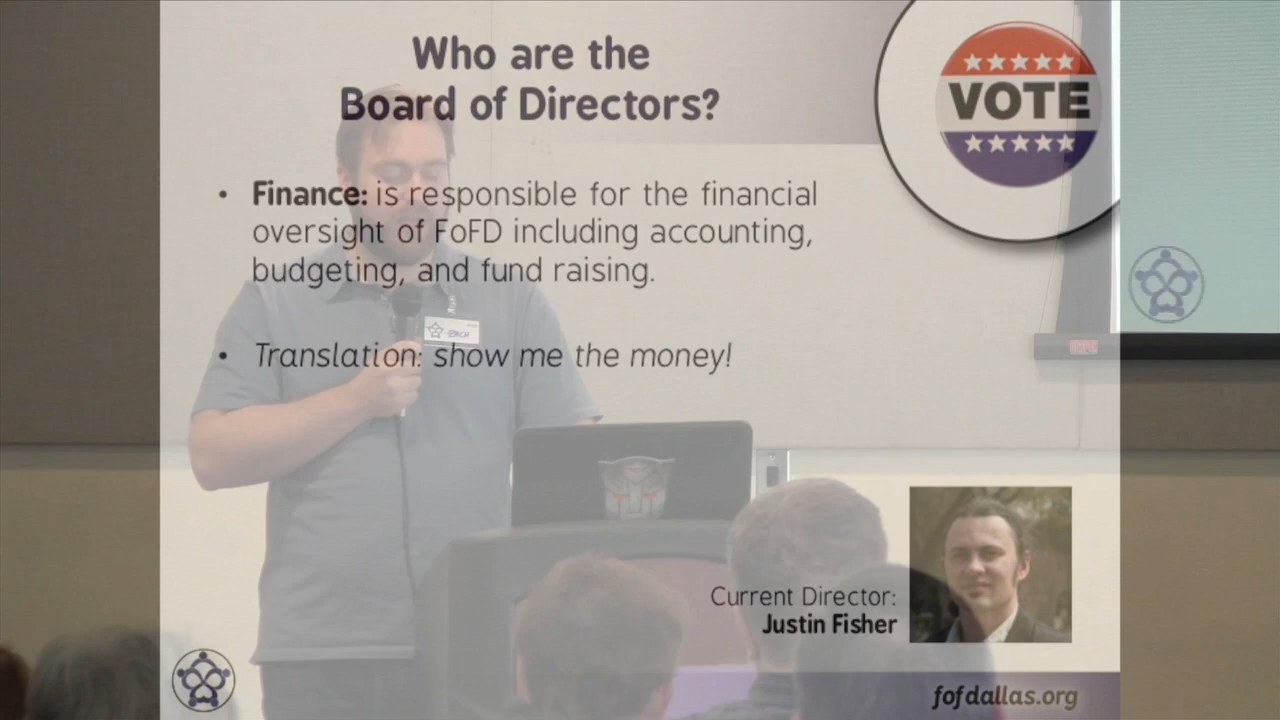 Who are the
Board of Directors?
VOTE
• Finance: is responsible for the financial
oversight of FoFD including accounting,
budgeting, and fund raising.
• Translation: show me the money!
Current Director:
Justin Fisher
fofdallas.org